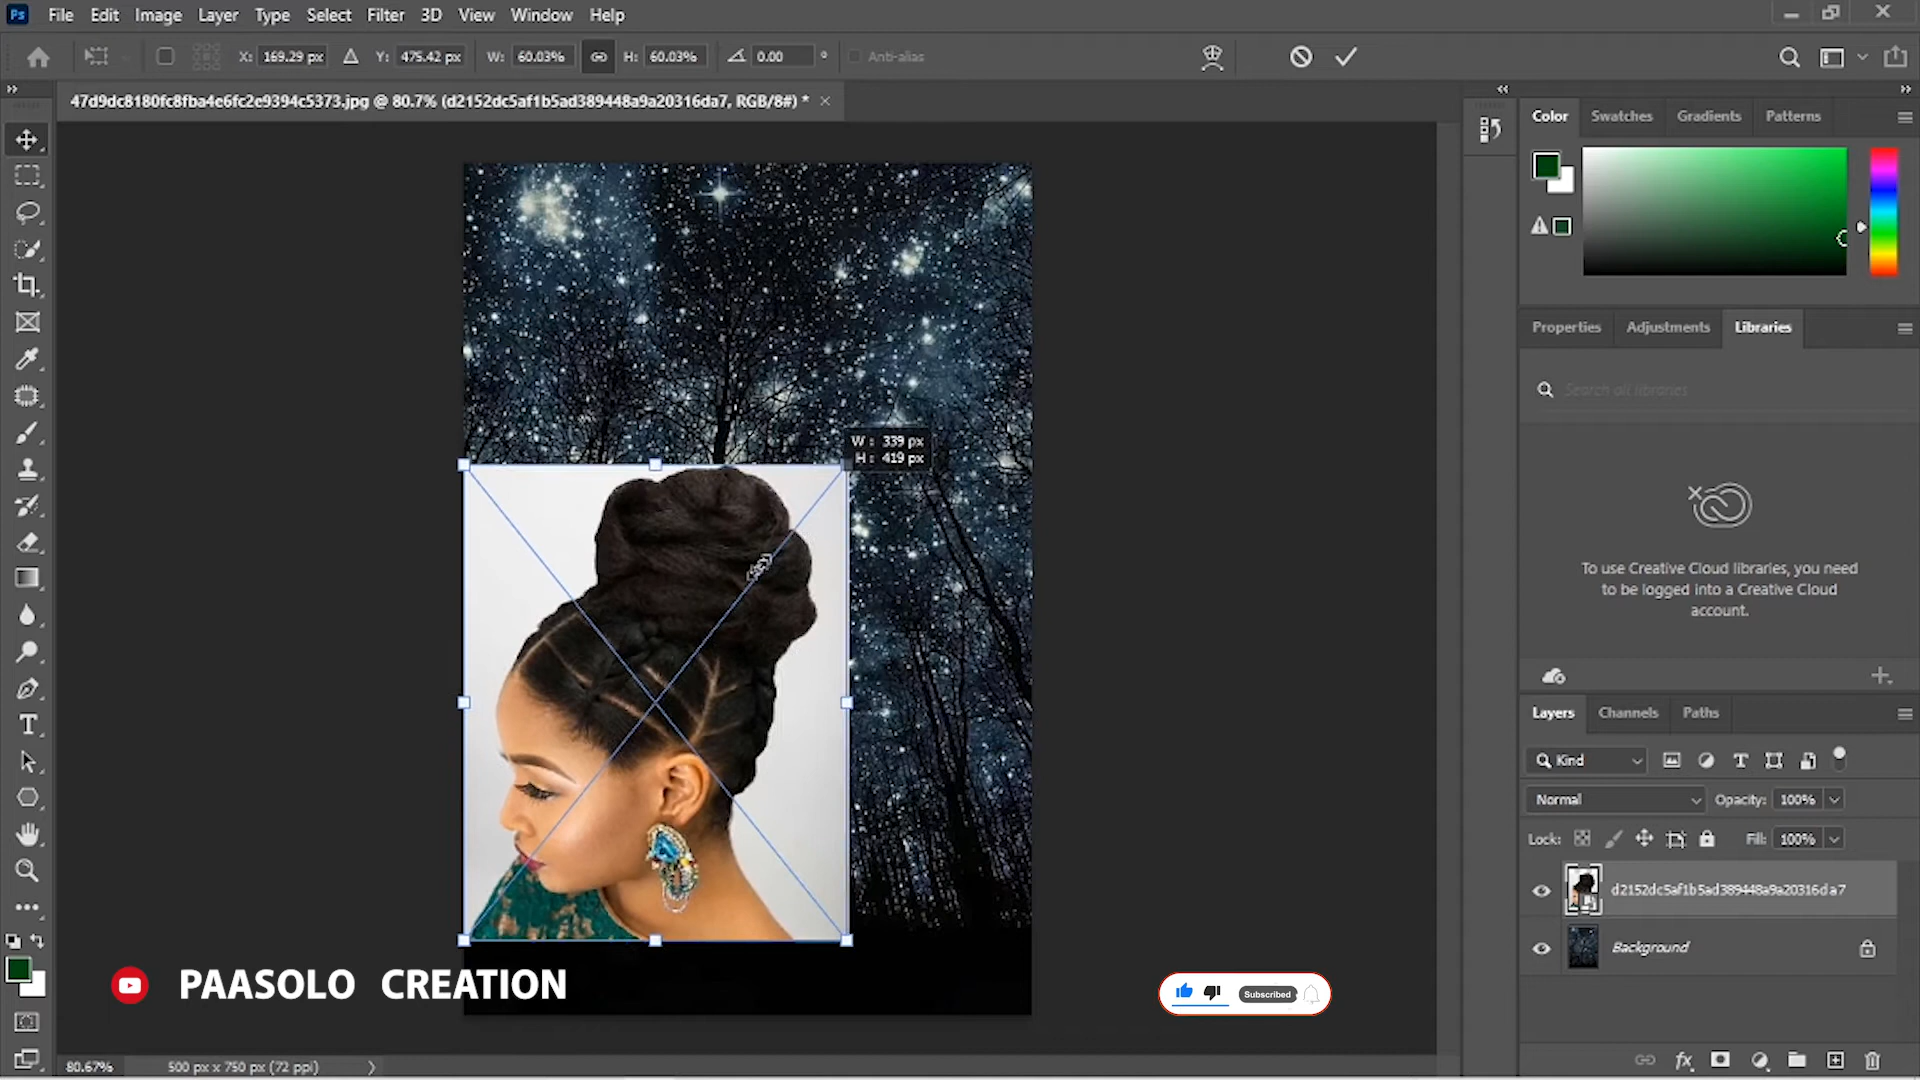 Ps File Edit Image Layer Type Select Filter 3D View Window Help
X: 169.29 px Y: 475.42 px W: 60.03% H: 60.03% 0.00 ° Anti-alias
47d9dc8180fc8fba4e6fc2e9394c5373.jpg @ 80.7% (d2152dc5af1b5ad389448a9a20316da7, RGB/8#) *
Color Swatches Gradients Patterns
Properties Adjustments Libraries
Search all libraries
W : 339 px
H : 419 px
To use Creative Cloud libraries, you need
to be logged into a Creative Cloud
account.
Layers Channels Paths
Kind
Normal Opacity: 100%
Lock: Fill: 100%
d2152dc5af1b5ad389448a9a20316da7
Background
PAASOLO CREATION
Subscribed
80.67% 500 px x 750 px (72 ppi)